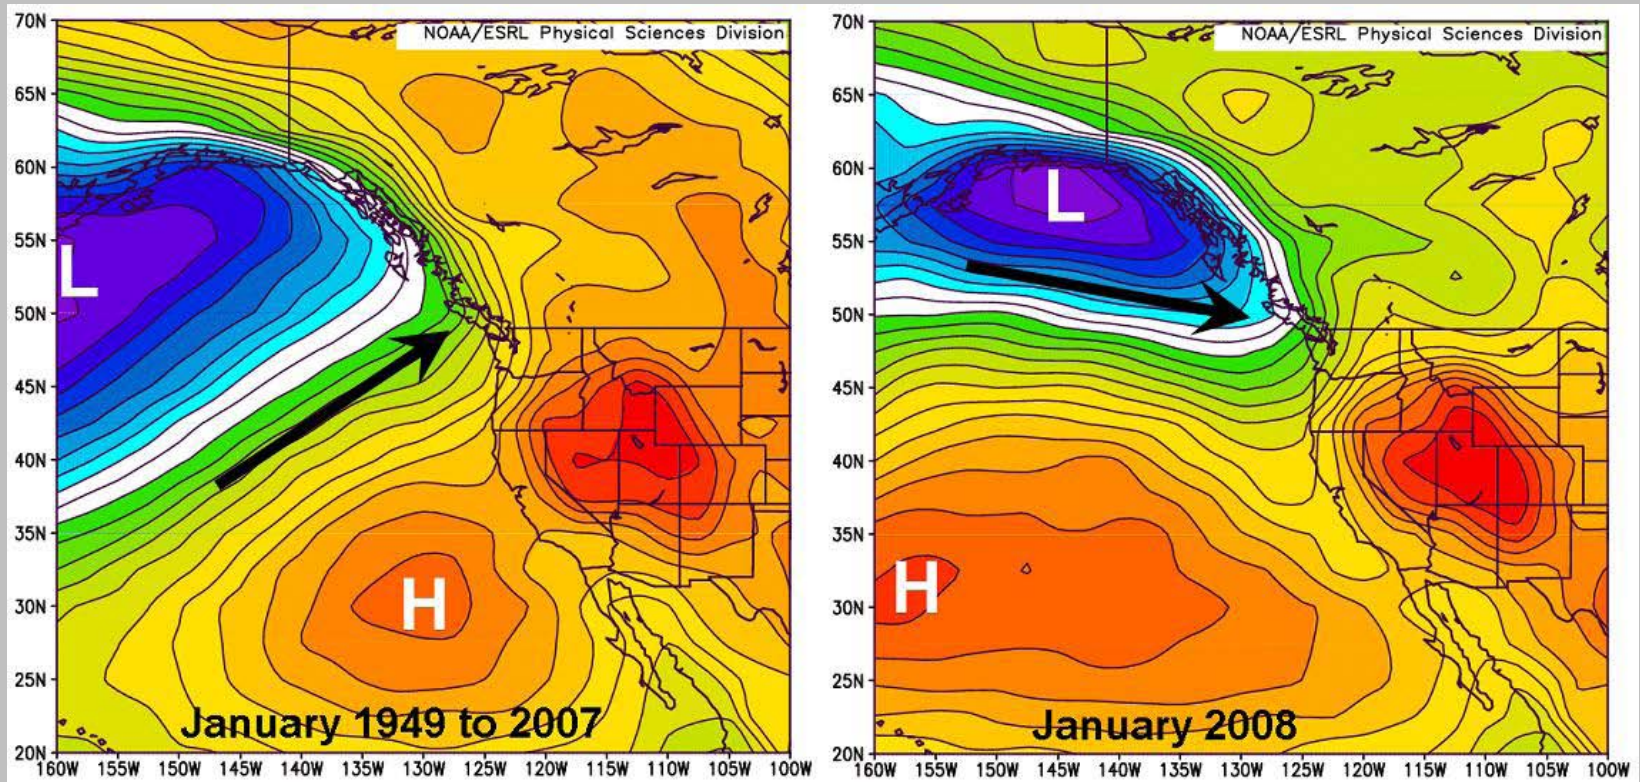 NOAA/ESRL Physical Sciences Division
70N
65N
60N
55N
50N
45N
40N
35N
30N
25N
20N
L
H
January 1949 to 2007
160W 155W 150W 145W 140W 135W 130W 125W 120W 115W 110W 105W 100W
NOAA/ESRL Physical Sciences Division
70N
65N
60N
55N
50N
45N
40N
35N
30N
25N
20N
L
H
January 2008
160W 155W 150W 145W 140W 135W 130W 125W 120W 115W 110W 105W 100W